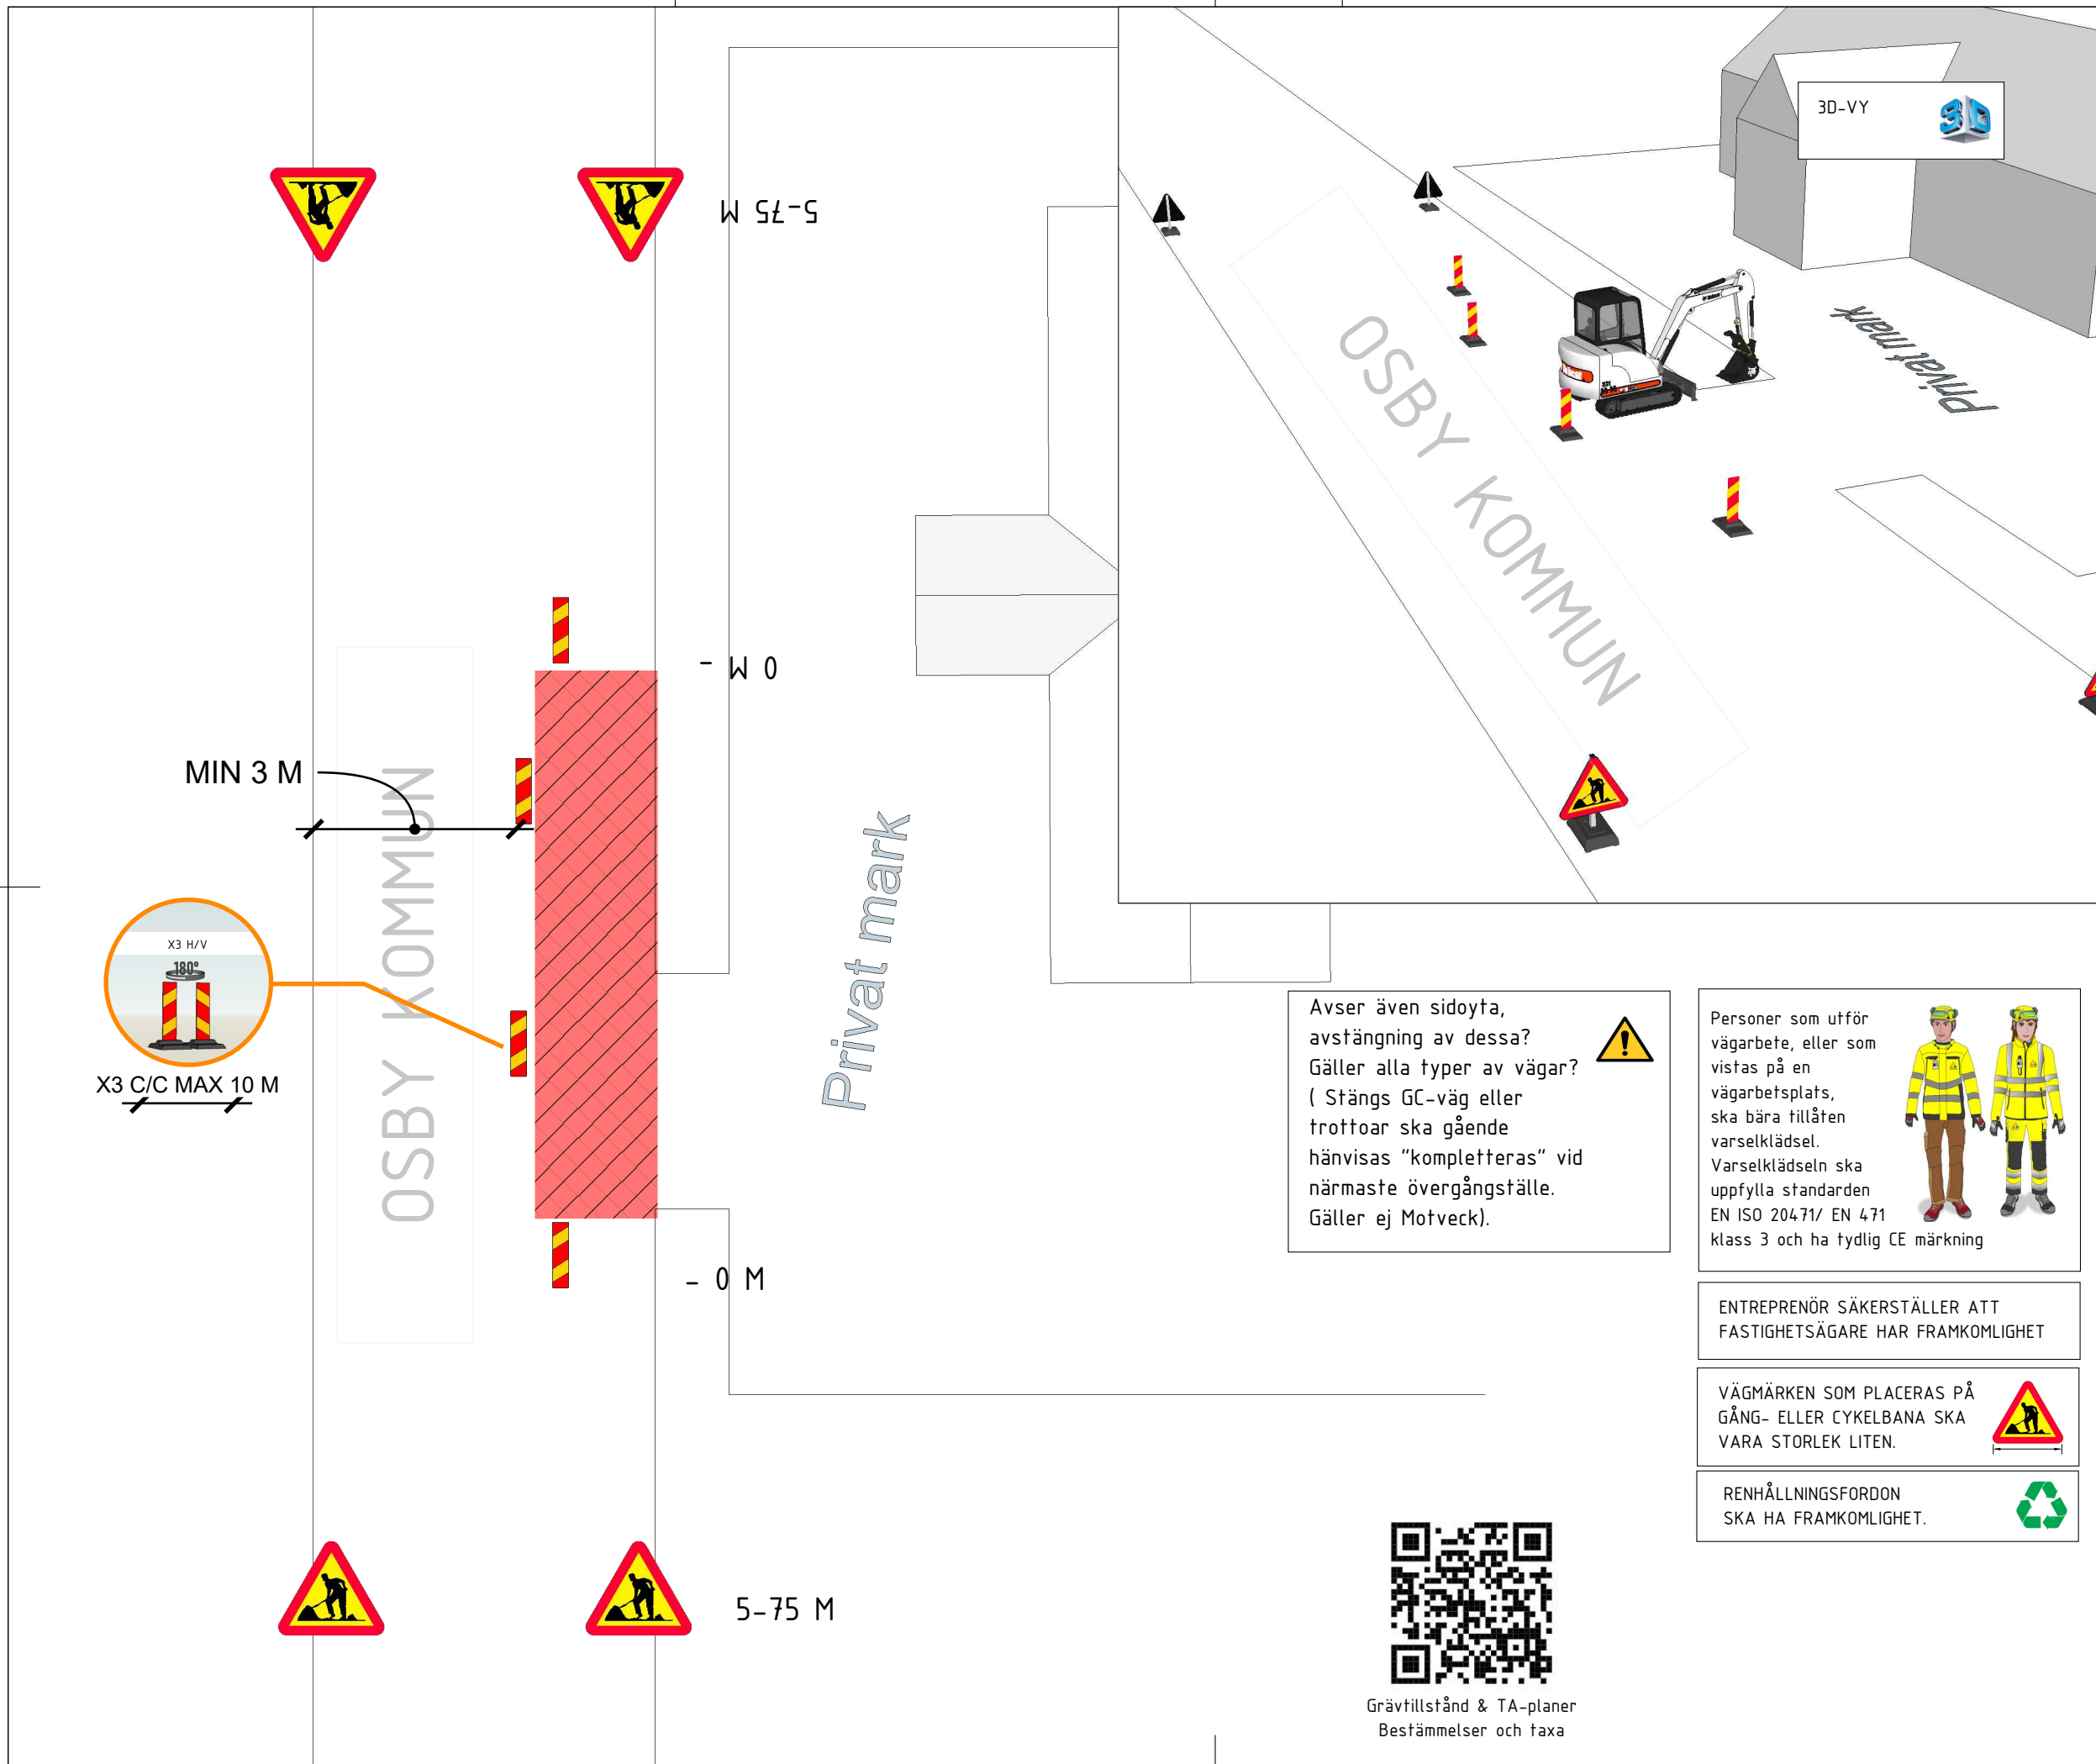 5-75 M
0 M -
MIN 3 M
OSBY KOMMUN
Privat mark
X3 H/V
180°
X3 C/C MAX 10 M
- 0 M
5-75 M
3D-VY
3D
OSBY KOMMUN
Privat mark
Avser även sidoyta,
avstängning av dessa?
Gäller alla typer av vägar?
( Stängs GC-väg eller
trottoar ska gående
hänvisas "kompletteras" vid
närmaste övergångställe.
Gäller ej Motveck).
Personer som utför
vägarbete, eller som
vistas på en
vägarbetsplats,
ska bära tillåten
varselklädsel.
Varselklädseln ska
uppfylla standarden
EN ISO 20471/ EN 471
klass 3 och ha tydlig CE märkning
ENTREPRENÖR SÄKERSTÄLLER ATT
FASTIGHETSÄGARE HAR FRAMKOMLIGHET
VÄGMÄRKEN SOM PLACERAS PÅ
GÅNG- ELLER CYKELBANA SKA
VARA STORLEK LITEN.
RENHÅLLNINGSFORDON
SKA HA FRAMKOMLIGHET.
Grävtillstånd & TA-planer
Bestämmelser och taxa